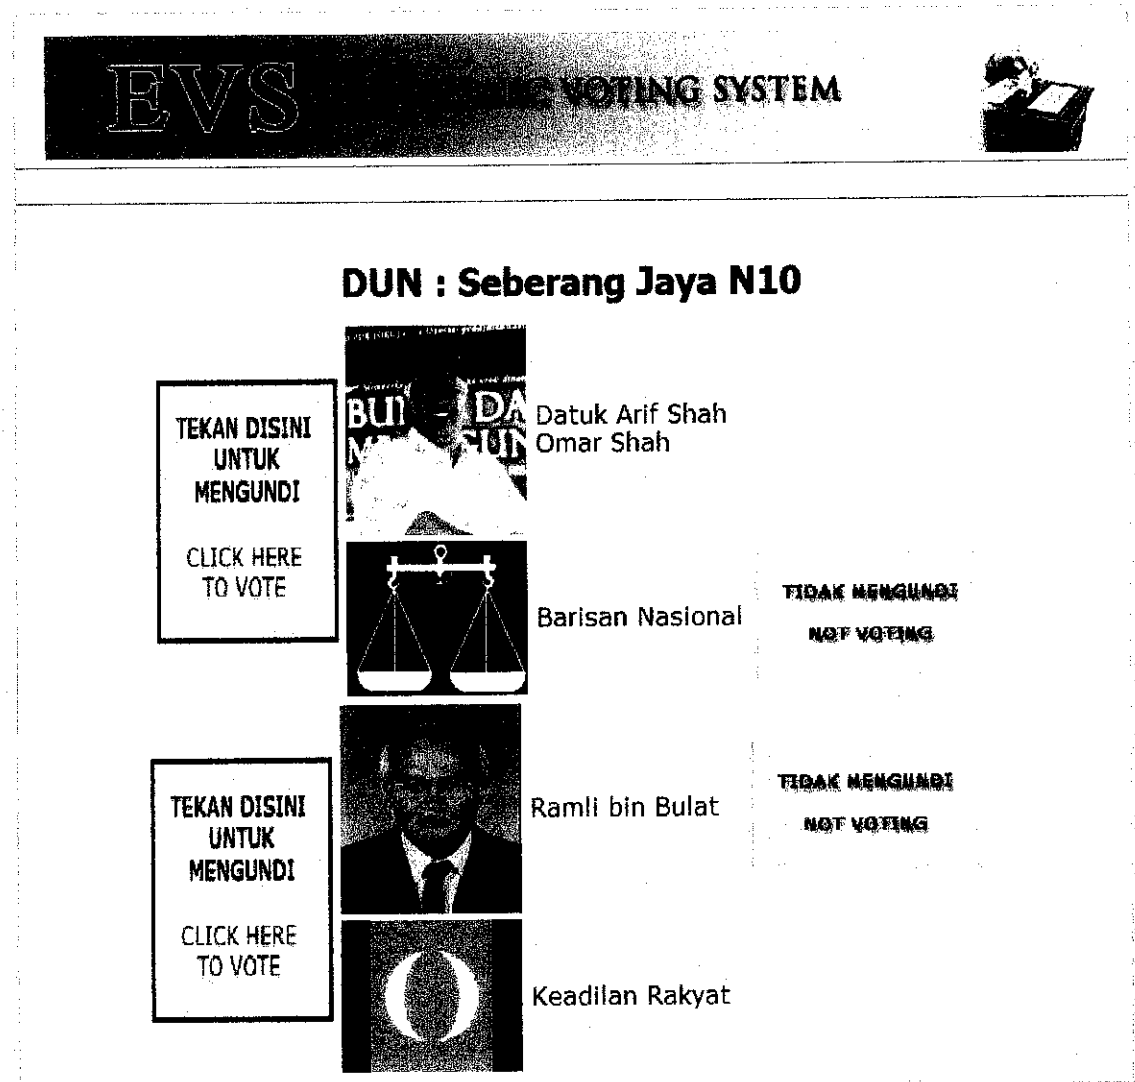 EVS
VOTING SYSTEM
DUN : Seberang Jaya N10
TEKAN DISINI
UNTUK
MENGUNDI
CLICK HERE
TO VOTE
Datuk Arif Shah
Omar Shah
Barisan Nasional
TIDAK MENGUNDI
NOT VOTING
TEKAN DISINI
UNTUK
MENGUNDI
CLICK HERE
TO VOTE
Ramli bin Bulat
TIDAK MENGUNDI
NOT VOTING
Keadilan Rakyat